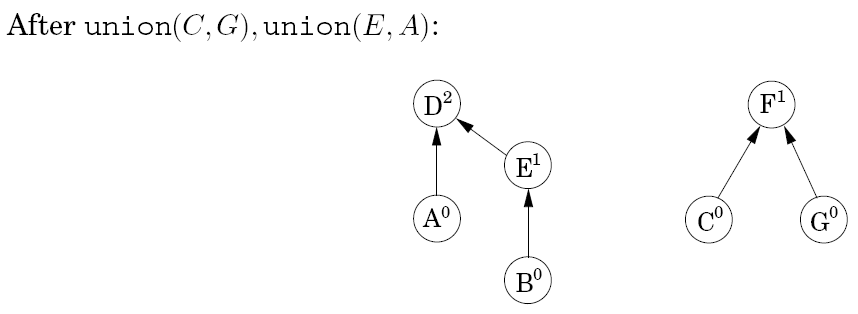 After union(C, G), union(E, A):
D² F¹
E¹
A⁰ C⁰ G⁰
B⁰